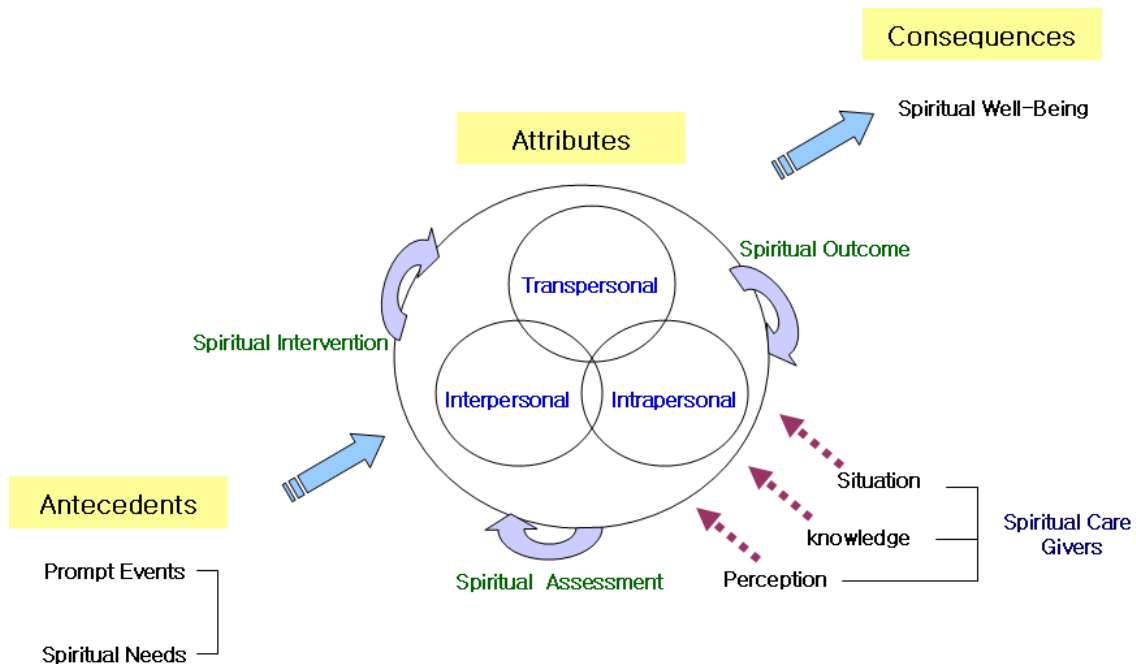 Consequences
Spiritual Well-Being
Attributes
Spiritual Outcome
Transpersonal
Spiritual Intervention
Interpersonal
Intrapersonal
Situation
Antecedents
Spiritual Care
Givers
knowledge
Prompt Events
Spiritual Assessment
Perception
Spiritual Needs